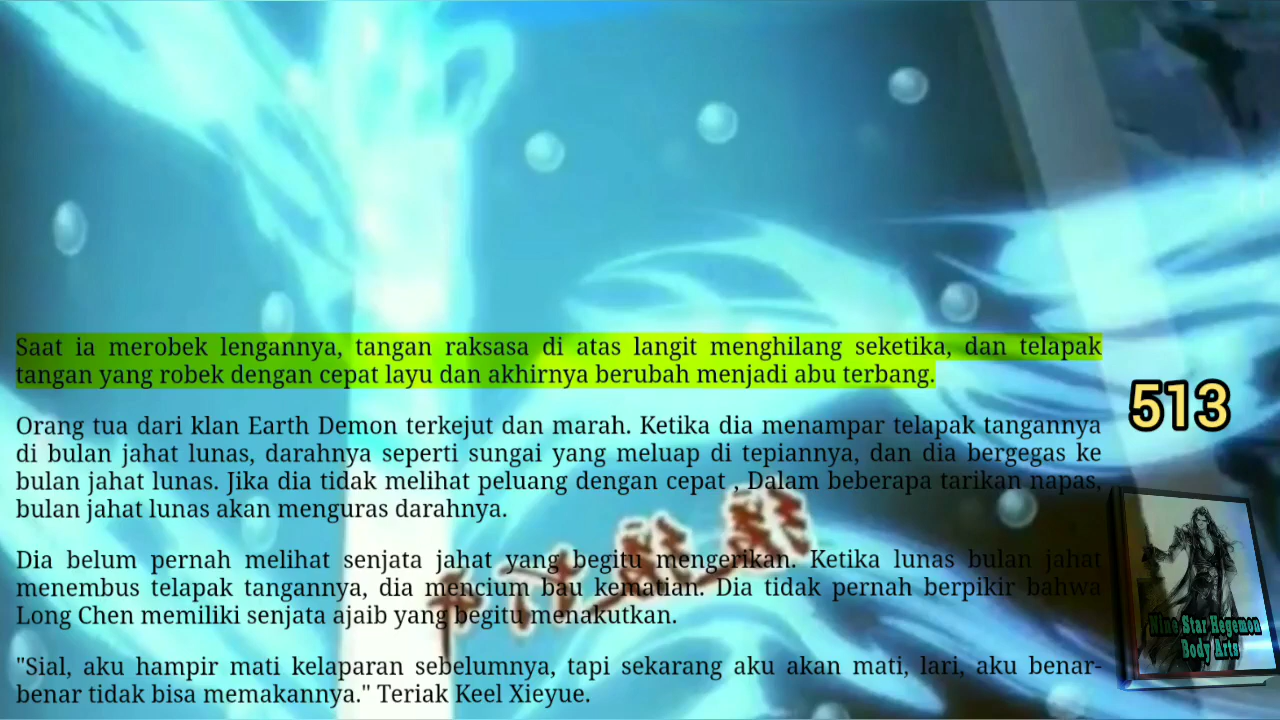 Saat ia merobek lengannya, tangan raksasa di atas langit menghilang seketika, dan telapak
tangan yang robek dengan cepat layu dan akhirnya berubah menjadi abu terbang.
Orang tua dari klan Earth Demon terkejut dan marah. Ketika dia menampar telapak tangannya
di bulan jahat lunas, darahnya seperti sungai yang meluap di tepiannya, dan dia bergegas ke
bulan jahat lunas. Jika dia tidak melihat peluang dengan cepat , Dalam beberapa tarikan napas,
bulan jahat lunas akan menguras darahnya.
Dia belum pernah melihat senjata jahat yang begitu mengerikan. Ketika lunas bulan jahat
menembus telapak tangannya, dia mencium bau kematian. Dia tidak pernah berpikir bahwa
Long Chen memiliki senjata ajaib yang begitu menakutkan.
"Sial, aku hampir mati kelaparan sebelumnya, tapi sekarang aku akan mati, lari, aku benar-
benar tidak bisa memakannya." Teriak Keel Xieyue.
513
Nine Star Hegemon
Body Arts